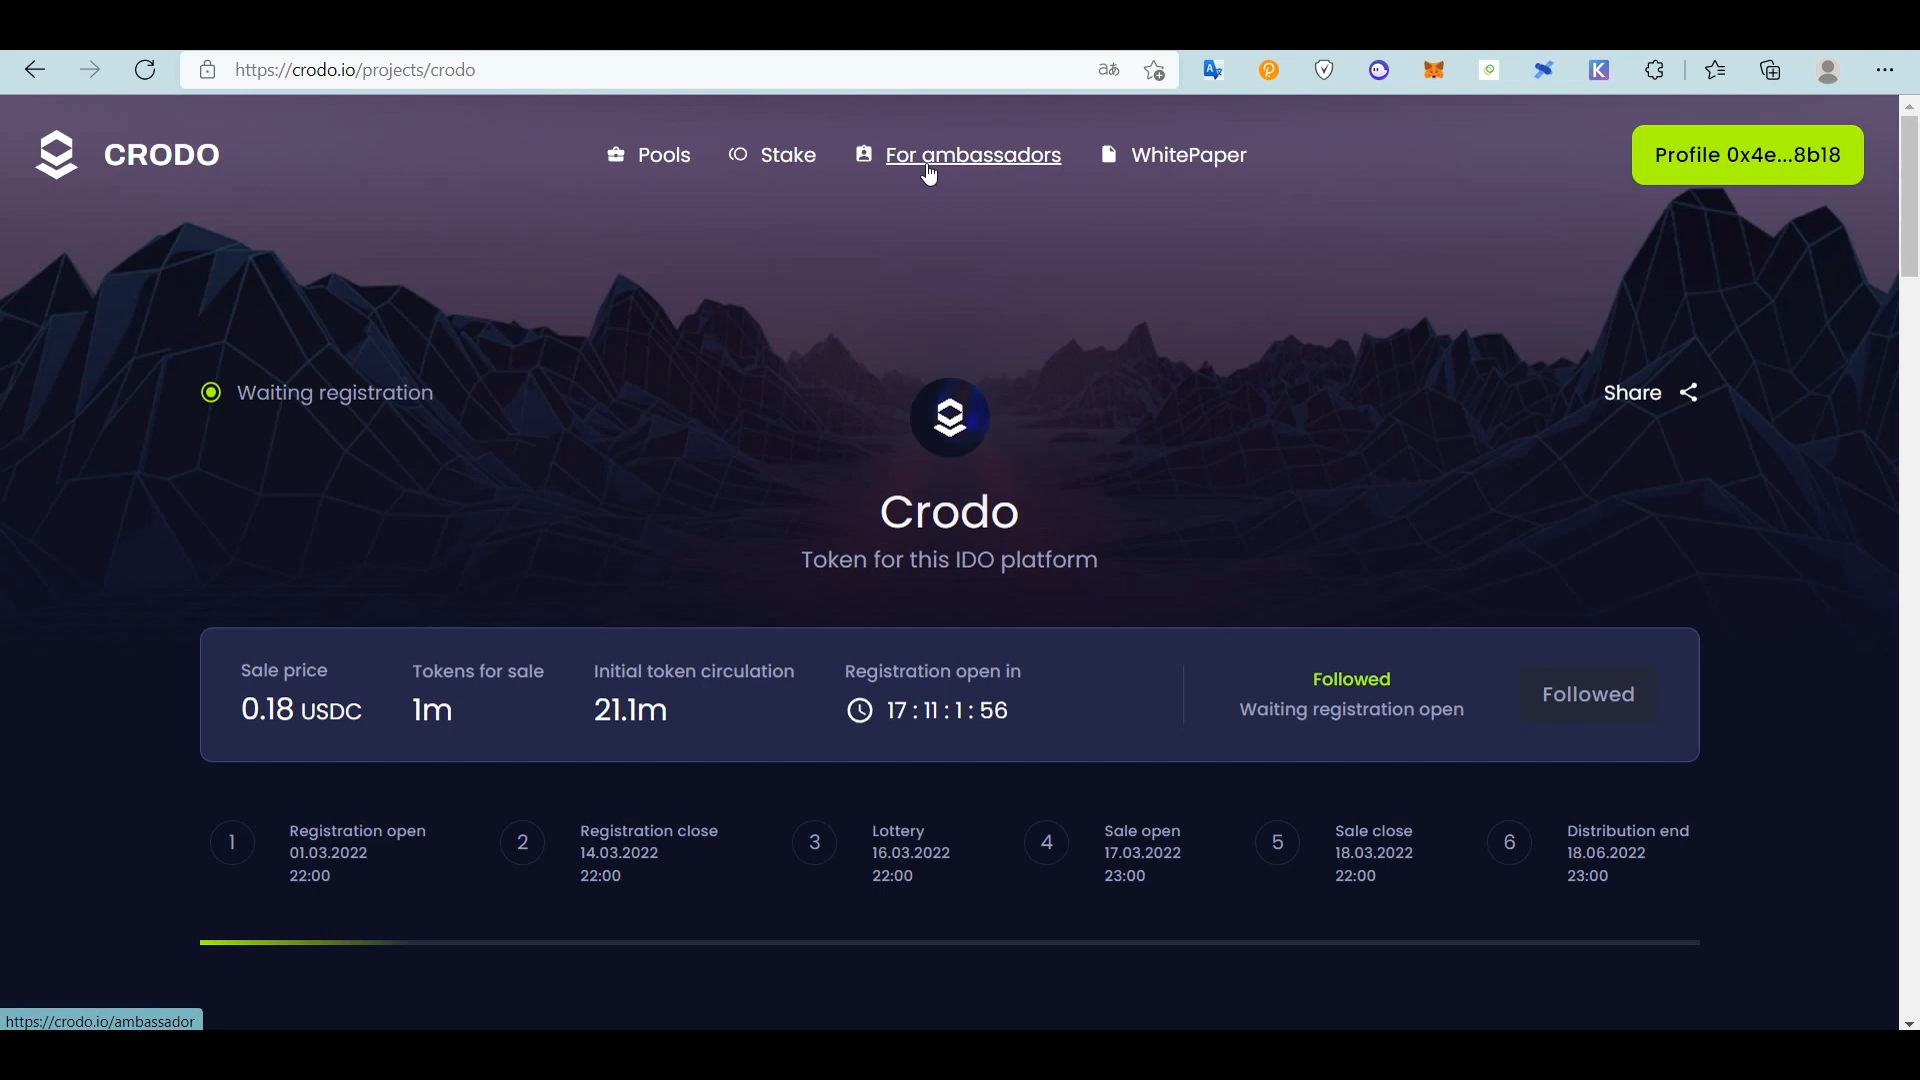 https://crodo.io/projects/crodo
CRODO
Pools
Stake
For ambassadors
WhitePaper
Profile 0x4e...8b18
Waiting registration
Share
Crodo
Token for this IDO platform
Sale price
0.18 USDC
Tokens for sale
1m
Initial token circulation
21.1m
Registration open in
17 : 11 : 1 : 56
Followed
Waiting registration open
Followed
1
Registration open
01.03.2022
22:00
2
Registration close
14.03.2022
22:00
3
Lottery
16.03.2022
22:00
4
Sale open
17.03.2022
23:00
5
Sale close
18.03.2022
22:00
6
Distribution end
18.06.2022
23:00
https://crodo.io/ambassador